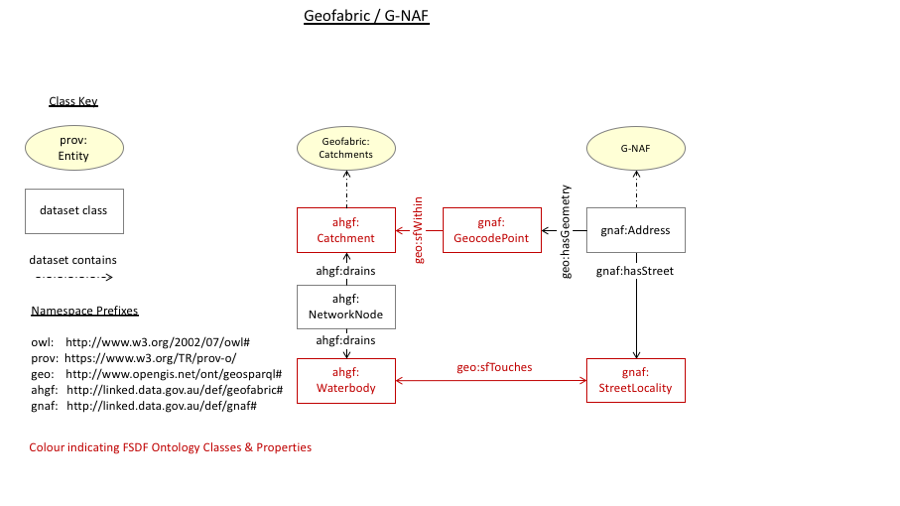 Geofabric / G-NAF
Class Key
prov:
Entity
dataset class
dataset contains
Namespace Prefixes
owl: http://www.w3.org/2002/07/owl#
prov: https://www.w3.org/TR/prov-o/
geo: http://www.opengis.net/ont/geosparql#
ahgf: http://linked.data.gov.au/def/geofabric#
gnaf: http://linked.data.gov.au/def/gnaf#
Colour indicating FSDF Ontology Classes & Properties
Geofabric:
Catchments
G-NAF
ahgf:
Catchment
geo:sfWithin
gnaf:
GeocodePoint
geo:hasGeometry
gnaf:Address
ahgf:drains
gnaf:hasStreet
ahgf:
NetworkNode
ahgf:drains
ahgf:
Waterbody
geo:sfTouches
gnaf:
StreetLocality